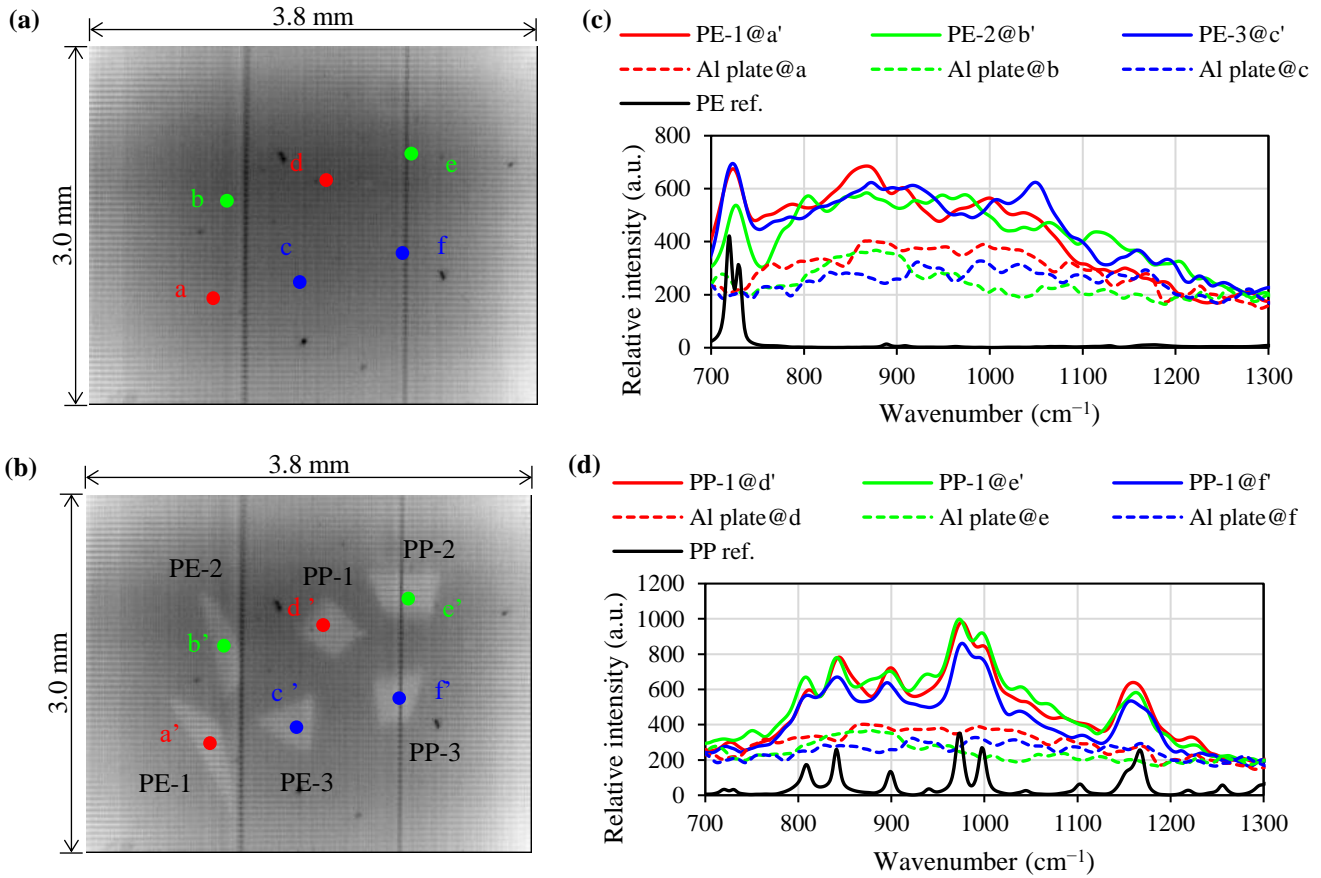 (a)
3.8 mm
3.0 mm
d
e
b
c
f
a
(b)
3.8 mm
3.0 mm
PE-2
PP-1
PP-2
d ’
e’
b’
c ’
f’
a’
PE-1
PE-3
PP-3
(c)
PE-1@a' PE-2@b' PE-3@c'
Al plate@a Al plate@b Al plate@c
PE ref.
Relative intensity (a.u.)
800
600
400
200
0
700 800 900 1000 1100 1200 1300
Wavenumber (cm⁻¹)
(d)
PP-1@d' PP-1@e' PP-1@f'
Al plate@d Al plate@e Al plate@f
PP ref.
Relative intensity (a.u.)
1200
1000
800
600
400
200
0
700 800 900 1000 1100 1200 1300
Wavenumber (cm⁻¹)